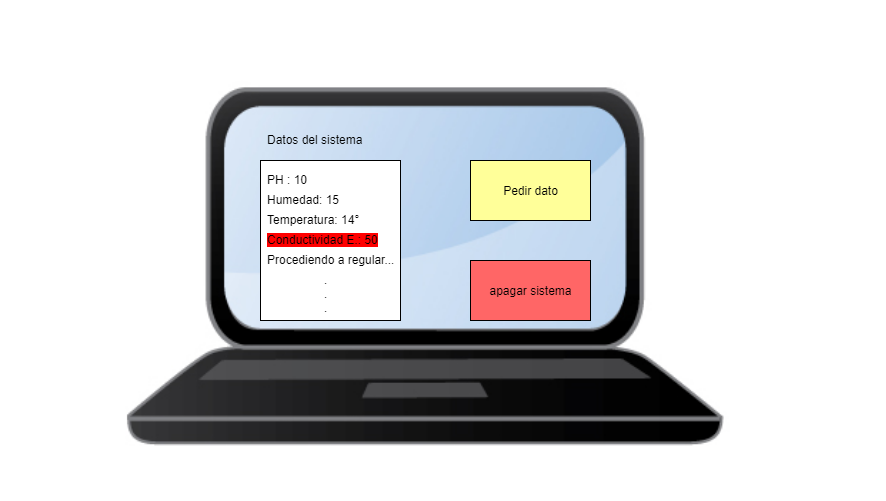 Datos del sistema
PH : 10
Humedad: 15
Temperatura: 14°
Conductividad E.: 50
Procediendo a regular...
.
.
.
Pedir dato
apagar sistema